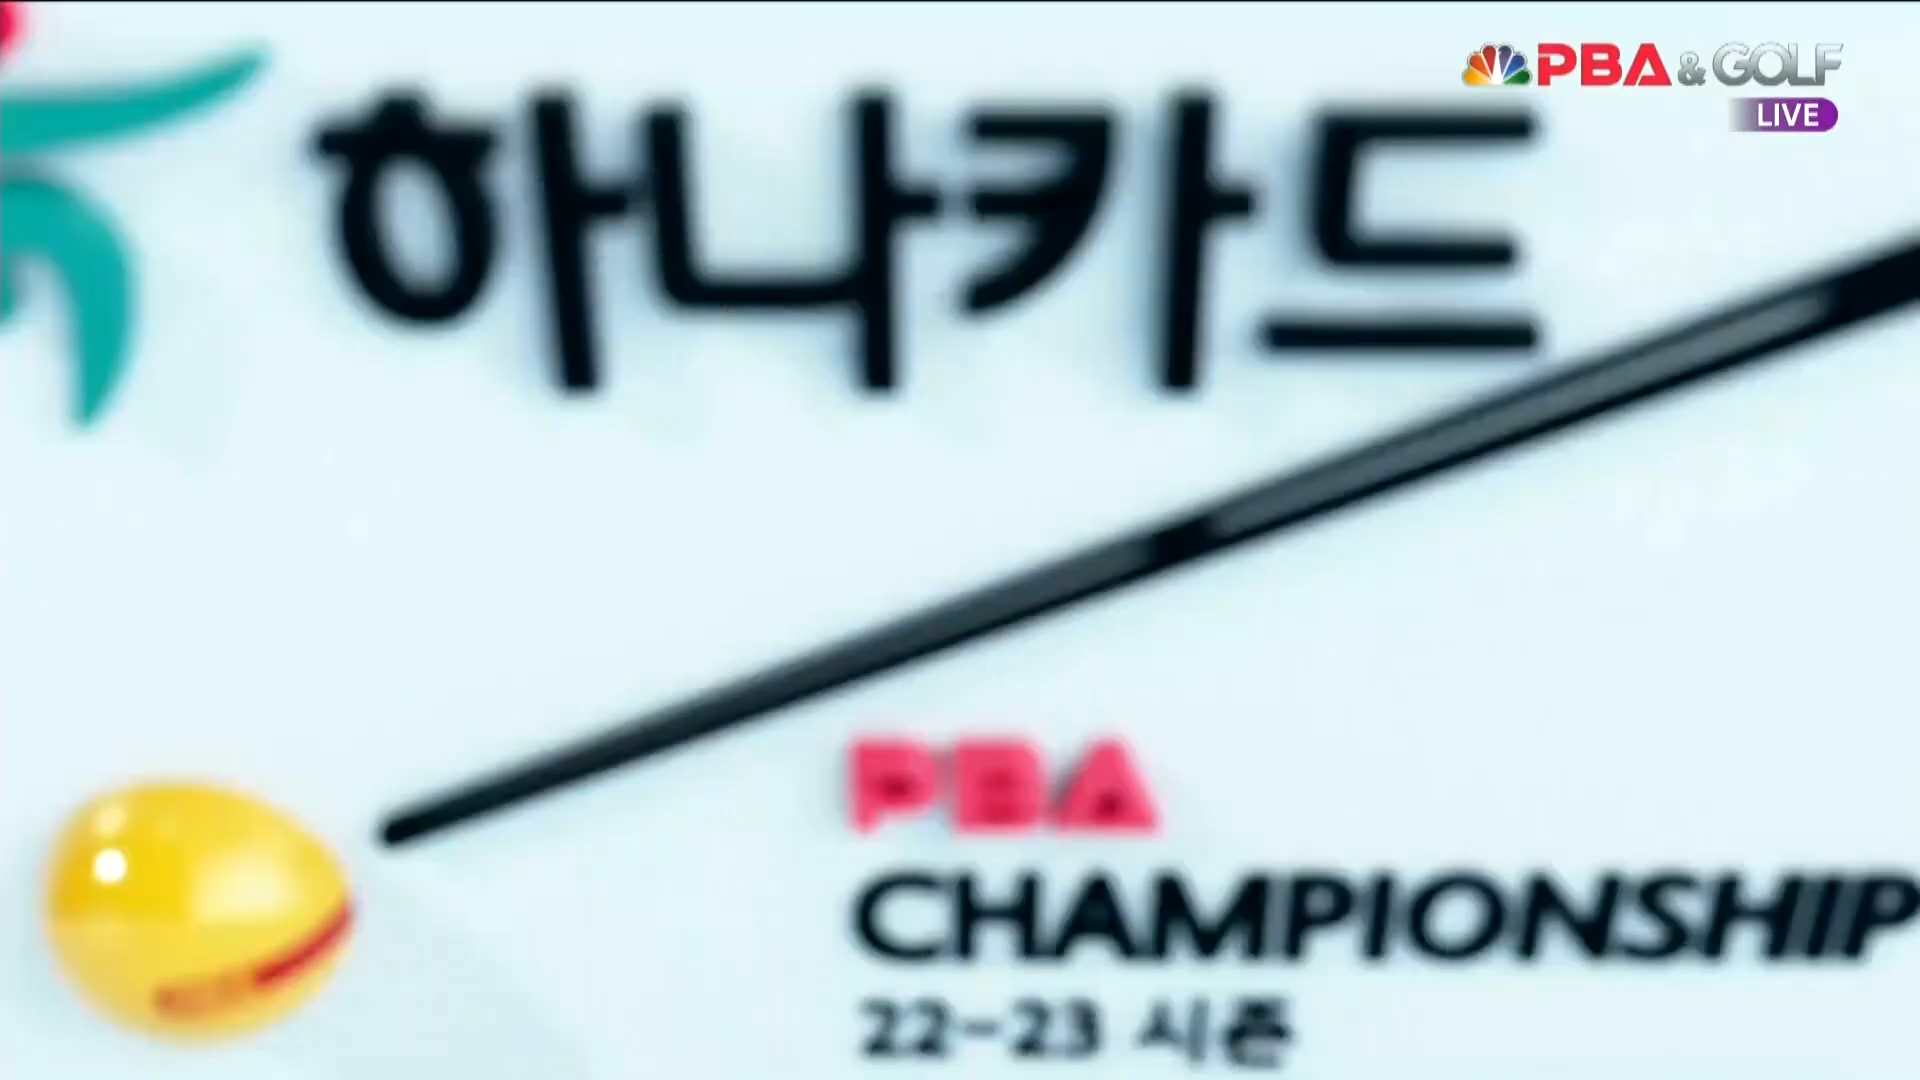 PBA & GOLF
LIVE
하나카드
PBA
CHAMPIONSHIP
22-23 시즌